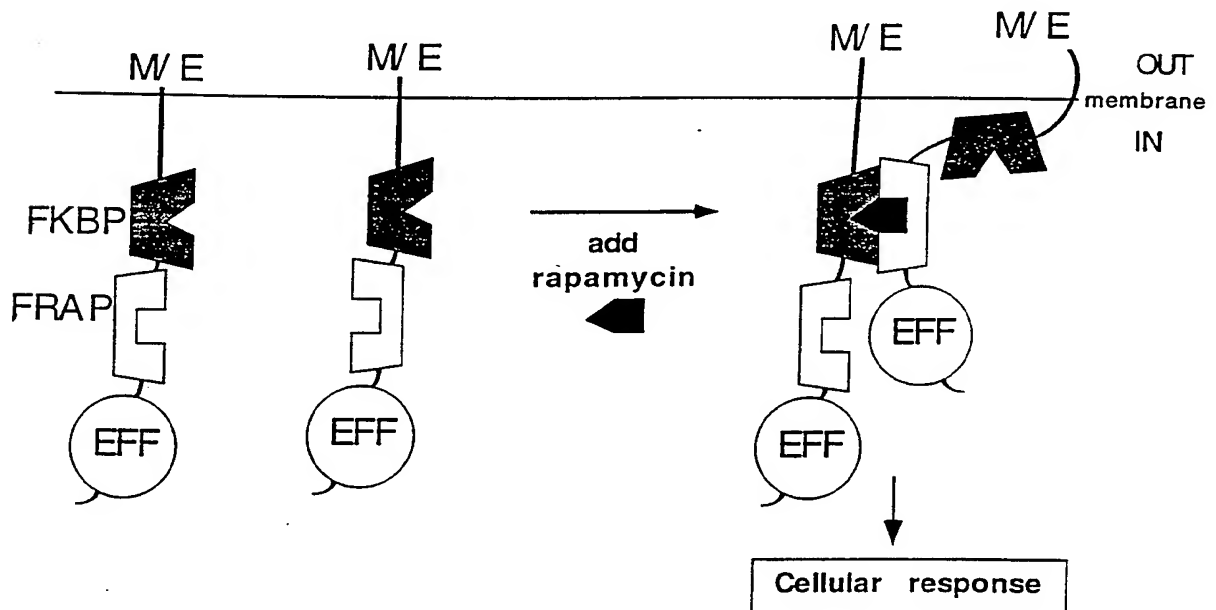 M/ E
M/ E
M/ E
M/ E
OUT
membrane
IN
FKBP
add
rapamycin
FRAP
EFF
EFF
EFF
EFF
Cellular response